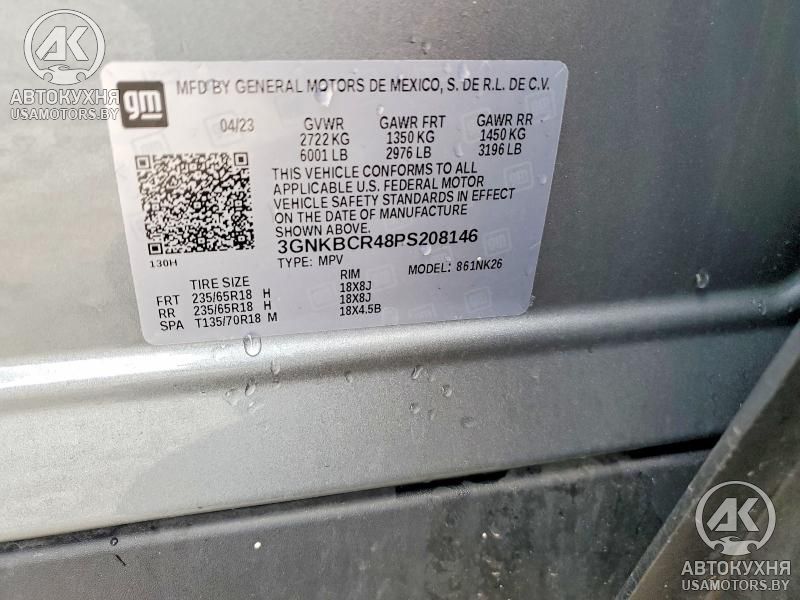 АК
АВТОКУХНЯ
USAMOTORS.BY
gm
MFD BY GENERAL MOTORS DE MEXICO, S. DE R.L. DE C.V.
04/23 GVWR GAWR FRT GAWR RR
2722 KG 1350 KG 1450 KG
6001 LB 2976 LB 3196 LB
THIS VEHICLE CONFORMS TO ALL
APPLICABLE U.S. FEDERAL MOTOR
VEHICLE SAFETY STANDARDS IN EFFECT
ON THE DATE OF MANUFACTURE
SHOWN ABOVE.
3GNKBCR48PS208146
130H
TYPE: MPV MODEL: 861NK26
TIRE SIZE RIM
FRT 235/65R18 H 18X8J
RR 235/65R18 H 18X8J
SPA T135/70R18 M 18X4.5B
АК
АВТОКУХНЯ
USAMOTORS.BY